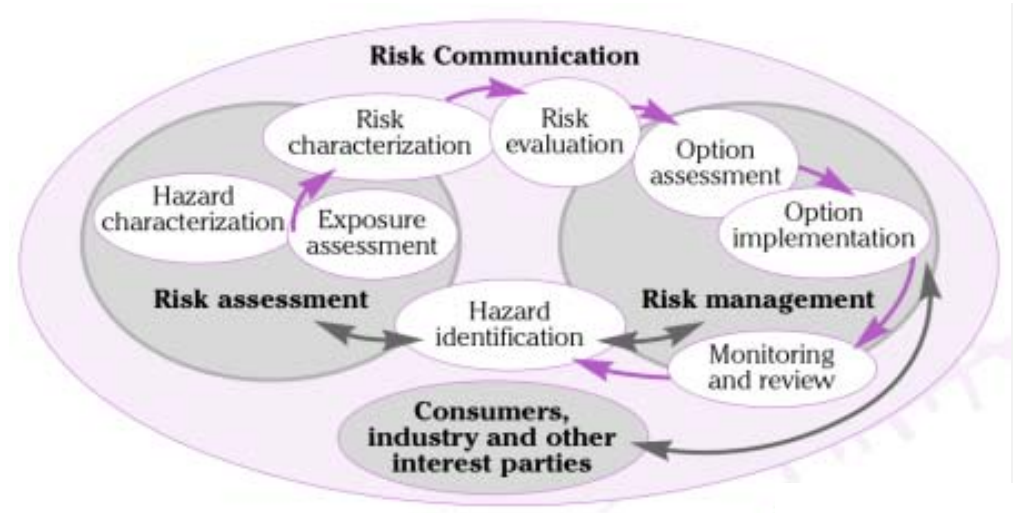 Risk Communication
Risk
characterization
Risk
evaluation
Option
assessment
Hazard
characterization
Exposure
assessment
Option
implementation
Risk assessment
Hazard
identification
Risk management
Monitoring
and review
Consumers,
industry and other
interest parties